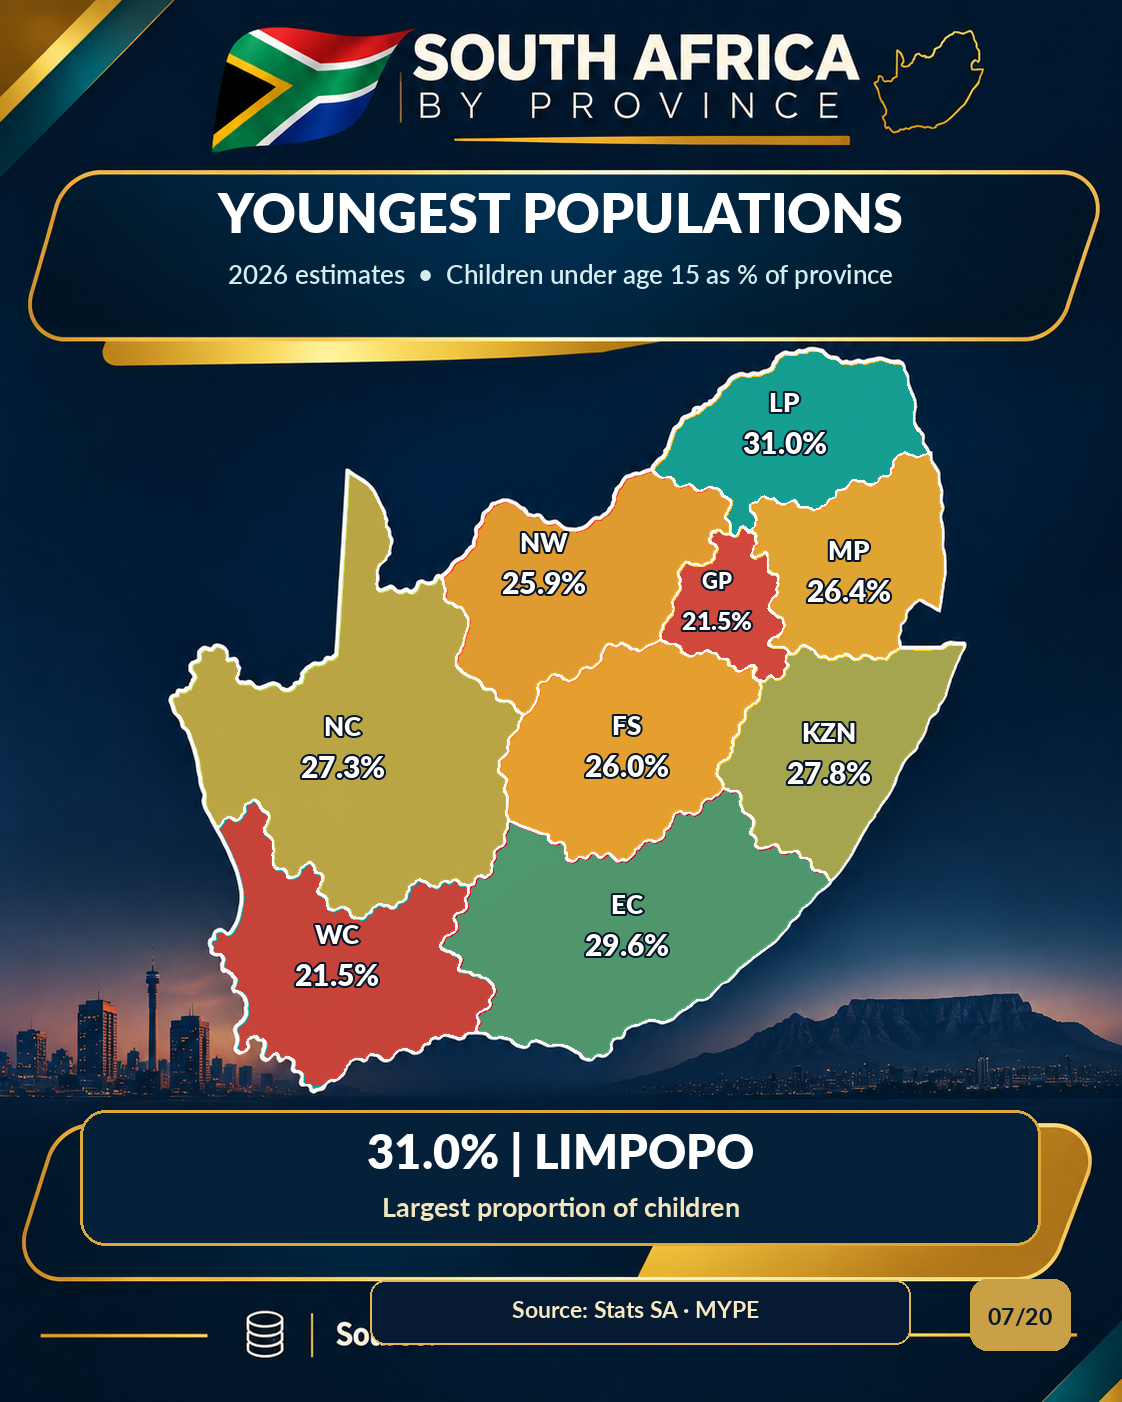 SOUTH AFRICA
BY PROVINCE
YOUNGEST POPULATIONS
2026 estimates • Children under age 15 as % of province
LP
31.0%
NW
25.9%
MP
26.4%
GP
21.5%
NC
27.3%
FS
26.0%
KZN
27.8%
EC
29.6%
WC
21.5%
31.0% | LIMPOPO
Largest proportion of children
Source: Stats SA · MYPE
07/20